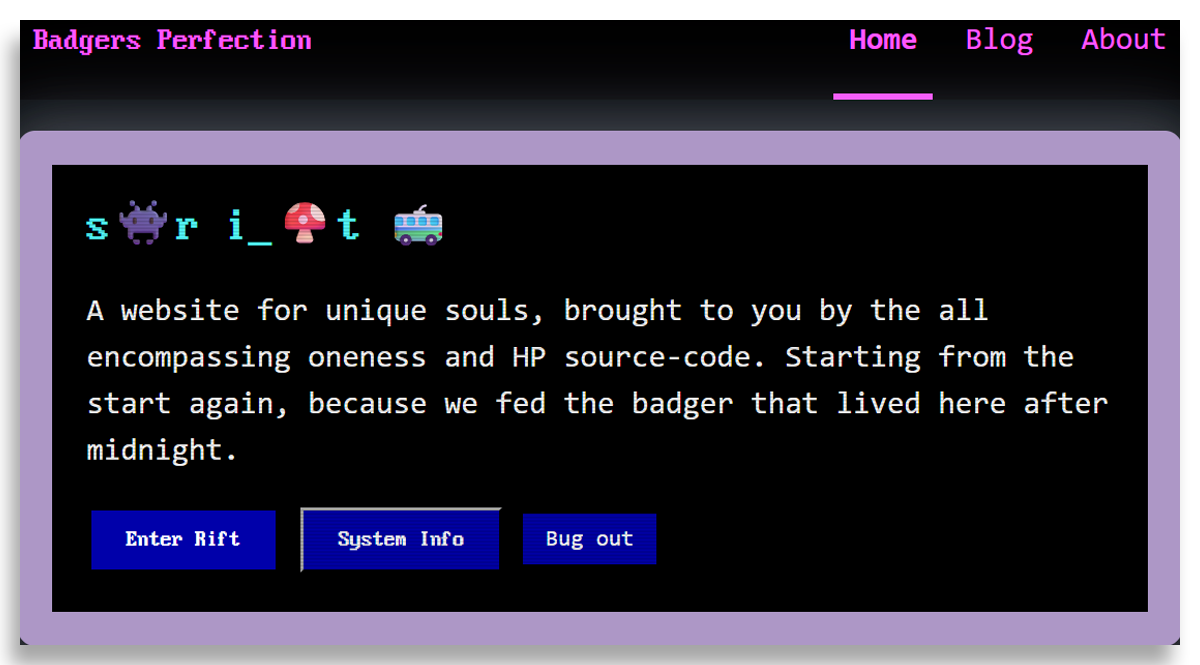 Badgers Perfection
Home Blog About
s👾r i_🍄t 🚎
A website for unique souls, brought to you by the all
encompassing oneness and HP source-code. Starting from the
start again, because we fed the badger that lived here after
midnight.
Enter Rift
System Info
Bug out